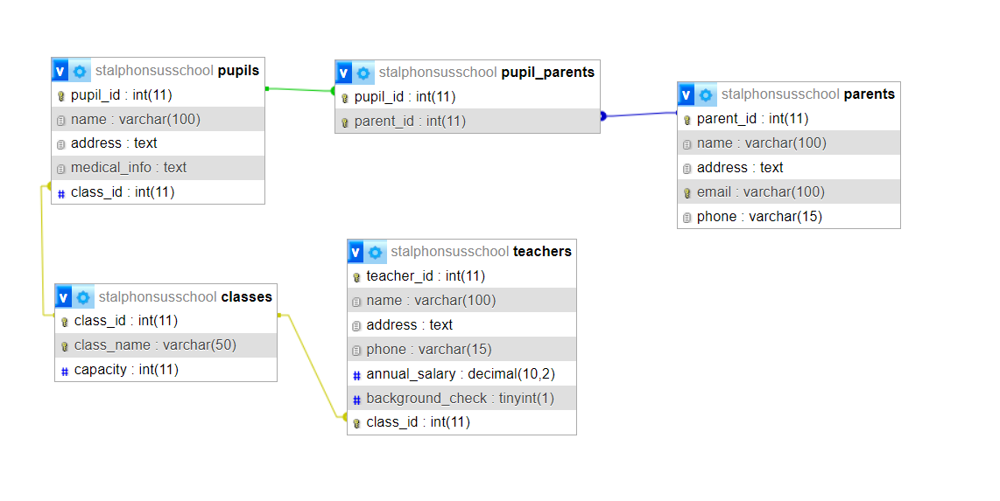 v stalphonsusschool pupils
pupil_id : int(11)
name : varchar(100)
address : text
medical_info : text
# class_id : int(11)
v stalphonsusschool pupil_parents
pupil_id : int(11)
parent_id : int(11)
v stalphonsusschool parents
parent_id : int(11)
name : varchar(100)
address : text
email : varchar(100)
phone : varchar(15)
v stalphonsusschool classes
class_id : int(11)
class_name : varchar(50)
# capacity : int(11)
v stalphonsusschool teachers
teacher_id : int(11)
name : varchar(100)
address : text
phone : varchar(15)
# annual_salary : decimal(10,2)
# background_check : tinyint(1)
class_id : int(11)